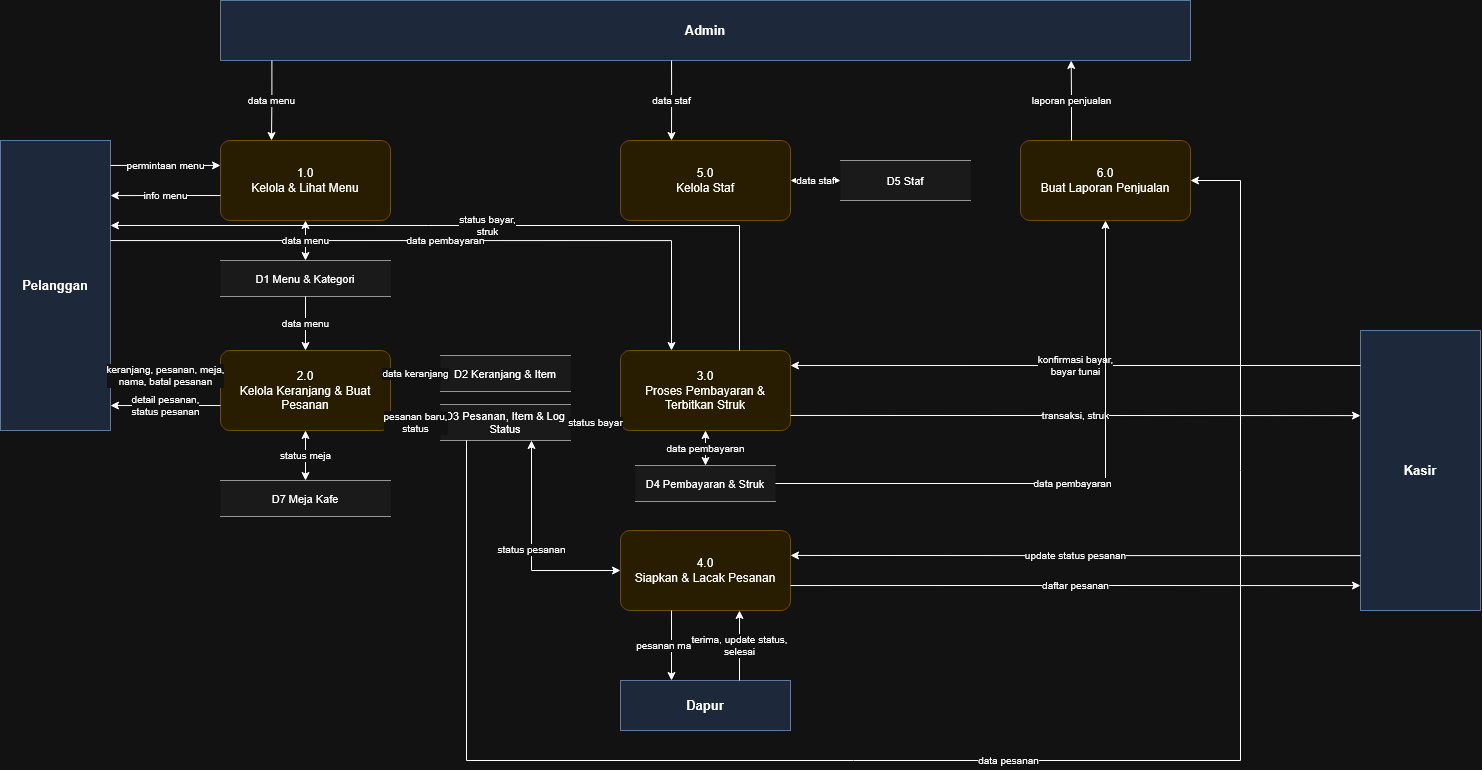 Admin
data menu
data staf
laporan penjualan
Pelanggan
permintaan menu
info menu
1.0
Kelola & Lihat Menu
5.0
Kelola Staf
data staf
D5 Staf
6.0
Buat Laporan Penjualan
status bayar,
struk
data menu
data pembayaran
D1 Menu & Kategori
data menu
keranjang, pesanan, meja,
nama, batal pesanan
detail pesanan,
status pesanan
2.0
Kelola Keranjang & Buat
Pesanan
data keranjang
D2 Keranjang & Item
pesanan baru,
status
D3 Pesanan, Item & Log
Status
status bayar
3.0
Proses Pembayaran &
Terbitkan Struk
konfirmasi bayar,
bayar tunai
transaksi, struk
Kasir
status meja
D7 Meja Kafe
data pembayaran
D4 Pembayaran & Struk
data pembayaran
status pesanan
4.0
Siapkan & Lacak Pesanan
update status pesanan
daftar pesanan
pesanan ma
terima, update status,
selesai
Dapur
data pesanan